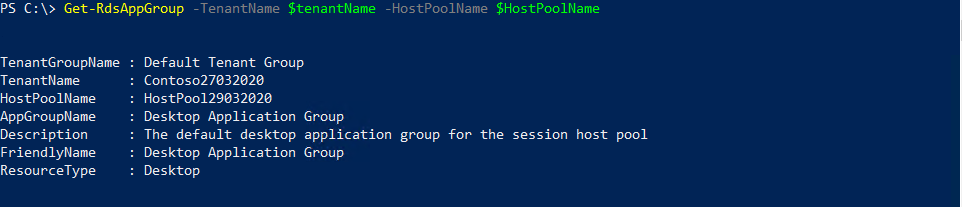 PS C:\> Get-RdsAppGroup -TenantName $tenantName -HostPoolName $HostPoolName
TenantGroupName : Default Tenant Group
TenantName      : Contoso27032020
HostPoolName    : HostPool29032020
AppGroupName    : Desktop Application Group
Description     : The default desktop application group for the session host pool
FriendlyName    : Desktop Application Group
ResourceType    : Desktop